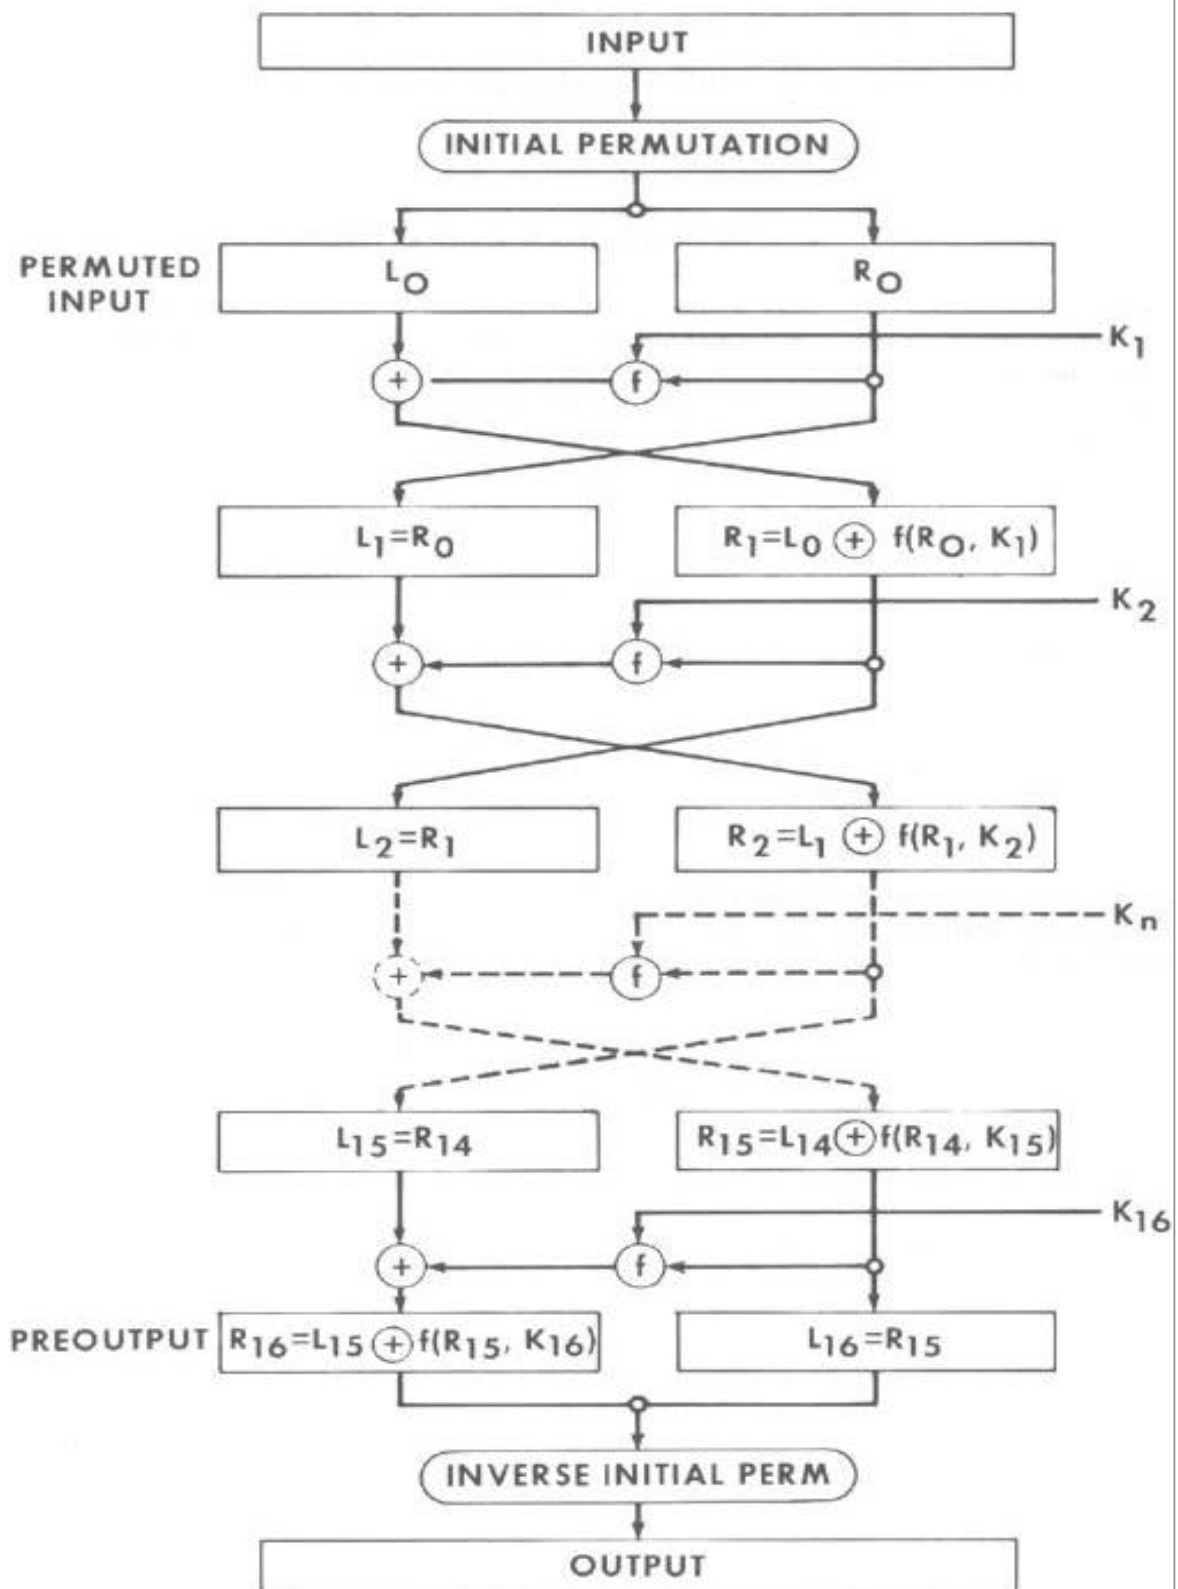 INPUT
INITIAL PERMUTATION
PERMUTED
INPUT
L₀
R₀
K₁
+
f
L₁=R₀
R₁=L₀ ⊕ f(R₀, K₁)
K₂
+
f
L₂=R₁
R₂=L₁ ⊕ f(R₁, K₂)
Kₙ
+
f
L₁₅=R₁₄
R₁₅=L₁₄⊕f(R₁₄, K₁₅)
K₁₆
+
f
PREOUTPUT
R₁₆=L₁₅⊕f(R₁₅, K₁₆)
L₁₆=R₁₅
INVERSE INITIAL PERM
OUTPUT